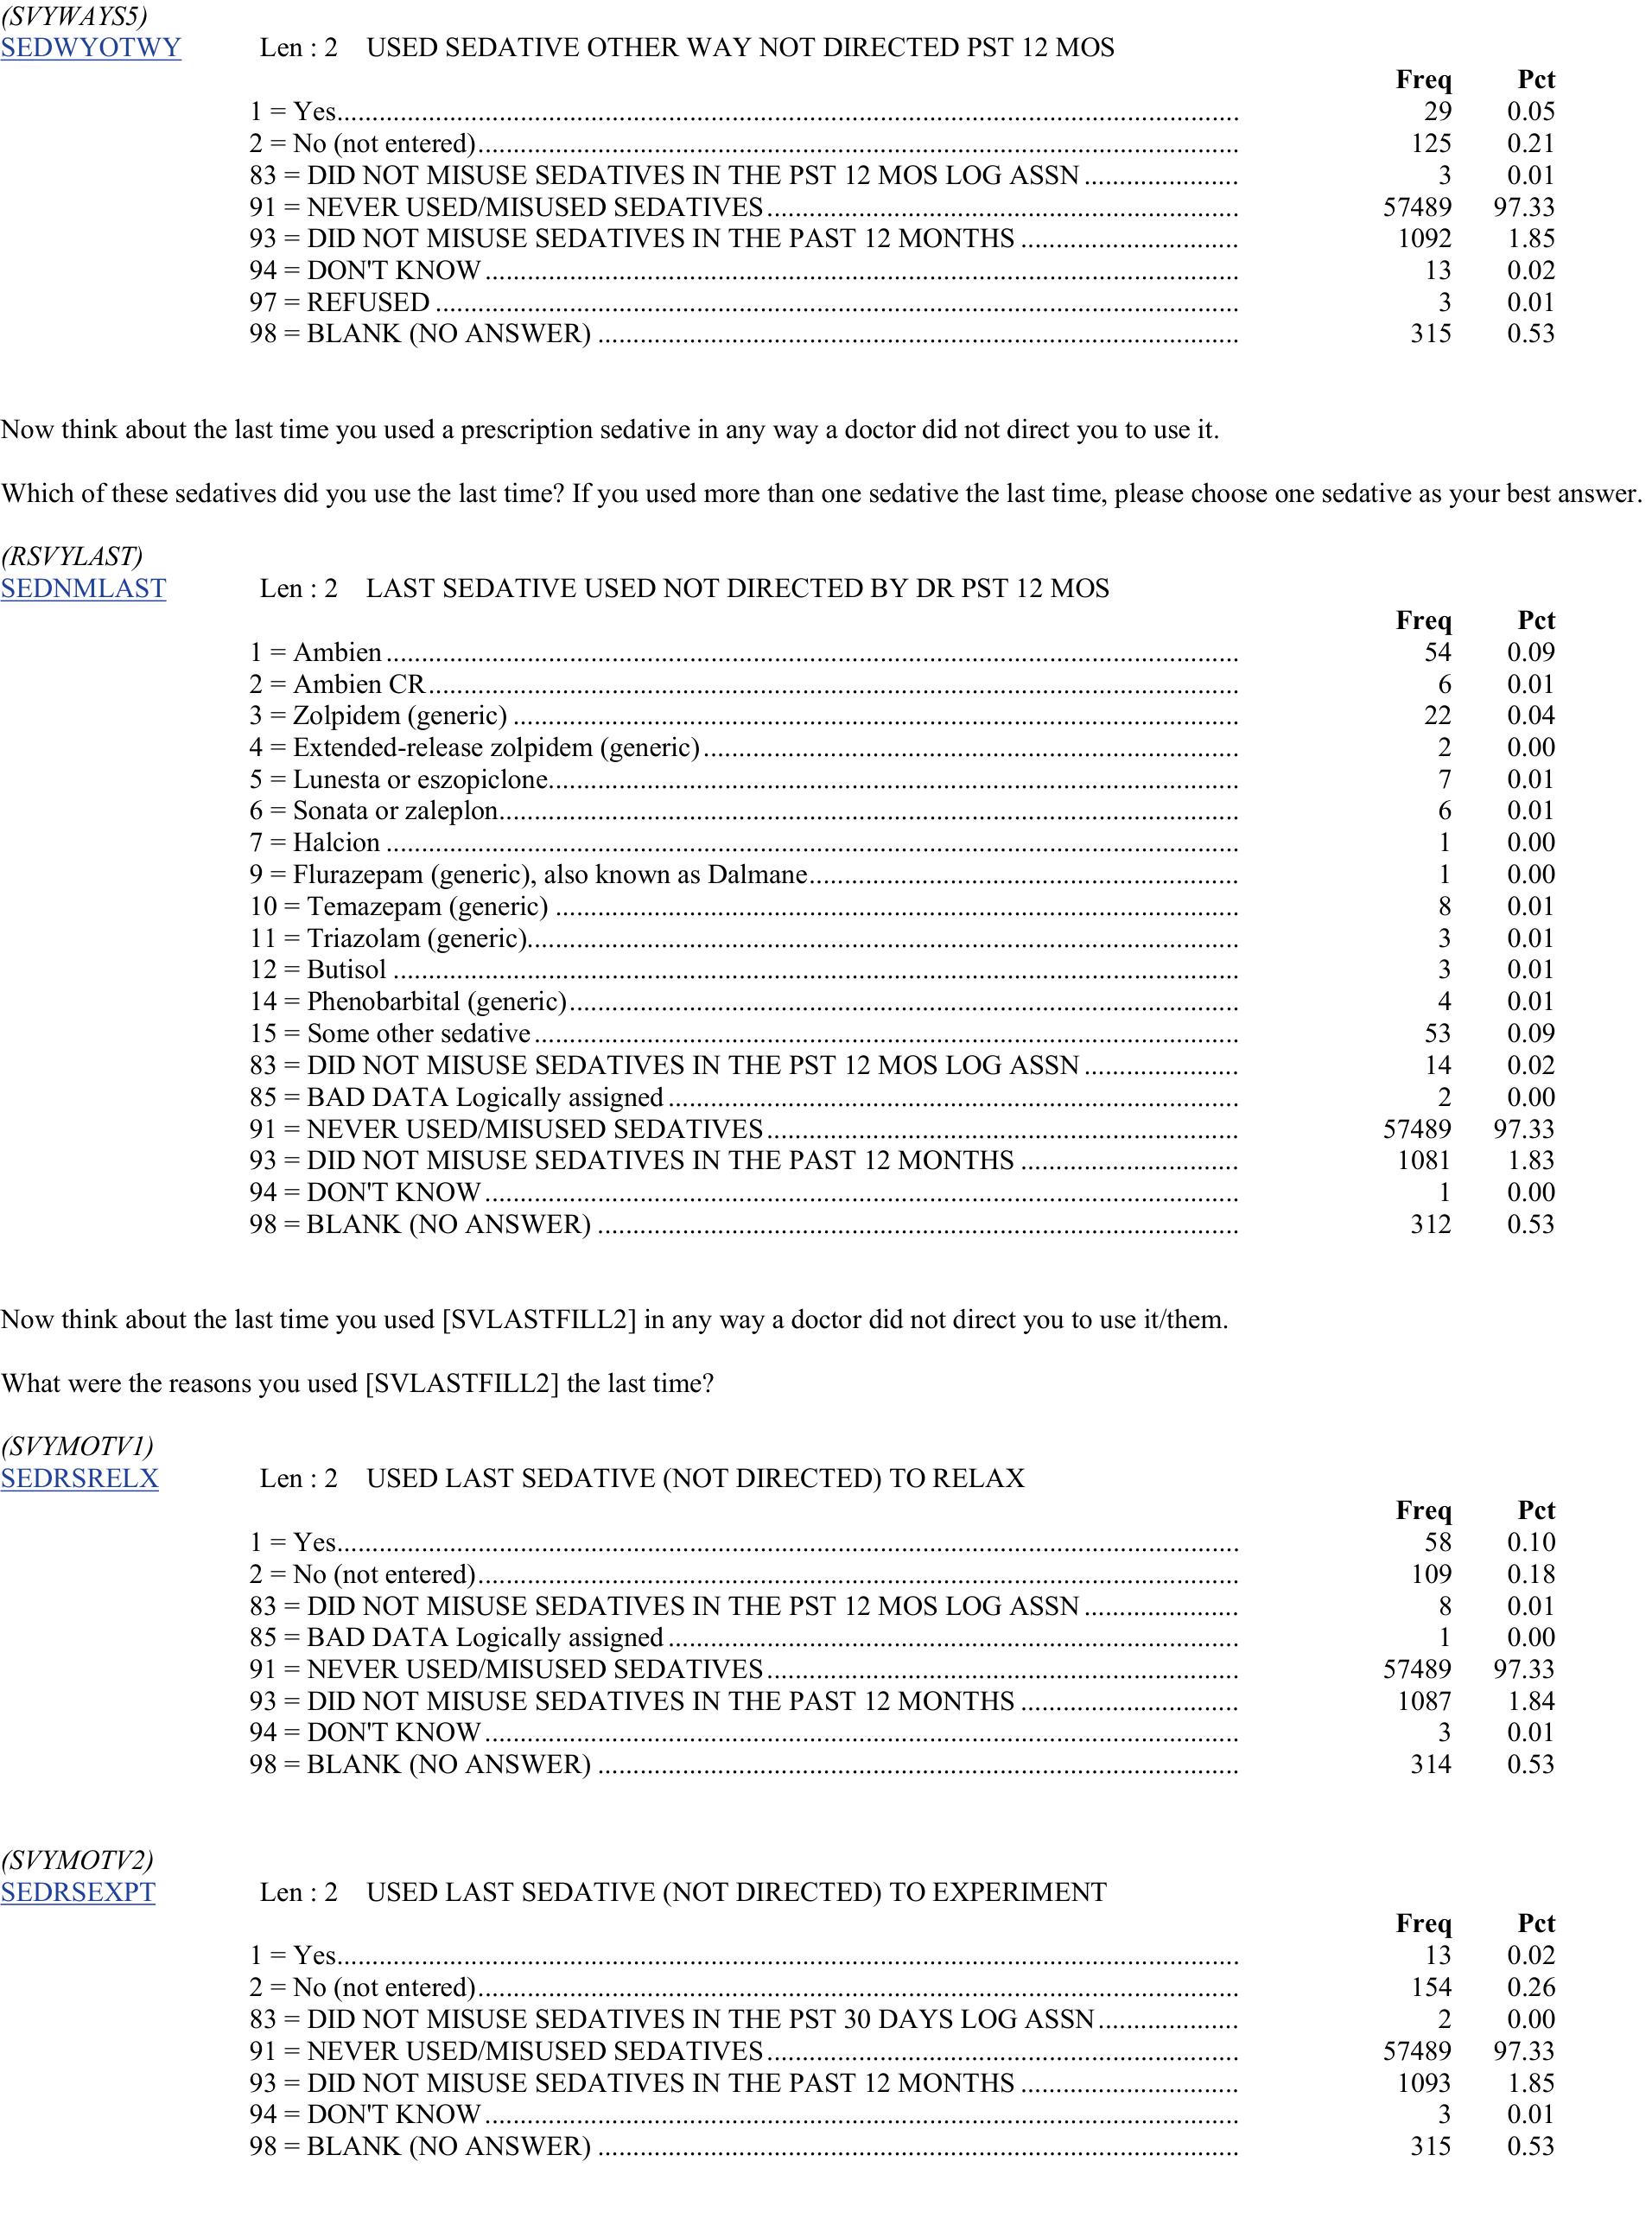 (SVYWAYS5)
SEDWYOTWY Len : 2 USED SEDATIVE OTHER WAY NOT DIRECTED PST 12 MOS
Freq Pct
1 = Yes 29 0.05
2 = No (not entered) 125 0.21
83 = DID NOT MISUSE SEDATIVES IN THE PST 12 MOS LOG ASSN 3 0.01
91 = NEVER USED/MISUSED SEDATIVES 57489 97.33
93 = DID NOT MISUSE SEDATIVES IN THE PAST 12 MONTHS 1092 1.85
94 = DON'T KNOW 13 0.02
97 = REFUSED 3 0.01
98 = BLANK (NO ANSWER) 315 0.53
Now think about the last time you used a prescription sedative in any way a doctor did not direct you to use it.
Which of these sedatives did you use the last time? If you used more than one sedative the last time, please choose one sedative as your best answer.
(RSVYLAST)
SEDNMLAST Len : 2 LAST SEDATIVE USED NOT DIRECTED BY DR PST 12 MOS
Freq Pct
1 = Ambien 54 0.09
2 = Ambien CR 6 0.01
3 = Zolpidem (generic) 22 0.04
4 = Extended-release zolpidem (generic) 2 0.00
5 = Lunesta or eszopiclone 7 0.01
6 = Sonata or zaleplon 6 0.01
7 = Halcion 1 0.00
9 = Flurazepam (generic), also known as Dalmane 1 0.00
10 = Temazepam (generic) 8 0.01
11 = Triazolam (generic) 3 0.01
12 = Butisol 3 0.01
14 = Phenobarbital (generic) 4 0.01
15 = Some other sedative 53 0.09
83 = DID NOT MISUSE SEDATIVES IN THE PST 12 MOS LOG ASSN 14 0.02
85 = BAD DATA Logically assigned 2 0.00
91 = NEVER USED/MISUSED SEDATIVES 57489 97.33
93 = DID NOT MISUSE SEDATIVES IN THE PAST 12 MONTHS 1081 1.83
94 = DON'T KNOW 1 0.00
98 = BLANK (NO ANSWER) 312 0.53
Now think about the last time you used [SVLASTFILL2] in any way a doctor did not direct you to use it/them.
What were the reasons you used [SVLASTFILL2] the last time?
(SVYMOTV1)
SEDRSRELX Len : 2 USED LAST SEDATIVE (NOT DIRECTED) TO RELAX
Freq Pct
1 = Yes 58 0.10
2 = No (not entered) 109 0.18
83 = DID NOT MISUSE SEDATIVES IN THE PST 12 MOS LOG ASSN 8 0.01
85 = BAD DATA Logically assigned 1 0.00
91 = NEVER USED/MISUSED SEDATIVES 57489 97.33
93 = DID NOT MISUSE SEDATIVES IN THE PAST 12 MONTHS 1087 1.84
94 = DON'T KNOW 3 0.01
98 = BLANK (NO ANSWER) 314 0.53
(SVYMOTV2)
SEDRSEXPT Len : 2 USED LAST SEDATIVE (NOT DIRECTED) TO EXPERIMENT
Freq Pct
1 = Yes 13 0.02
2 = No (not entered) 154 0.26
83 = DID NOT MISUSE SEDATIVES IN THE PST 30 DAYS LOG ASSN 2 0.00
91 = NEVER USED/MISUSED SEDATIVES 57489 97.33
93 = DID NOT MISUSE SEDATIVES IN THE PAST 12 MONTHS 1093 1.85
94 = DON'T KNOW 3 0.01
98 = BLANK (NO ANSWER) 315 0.53